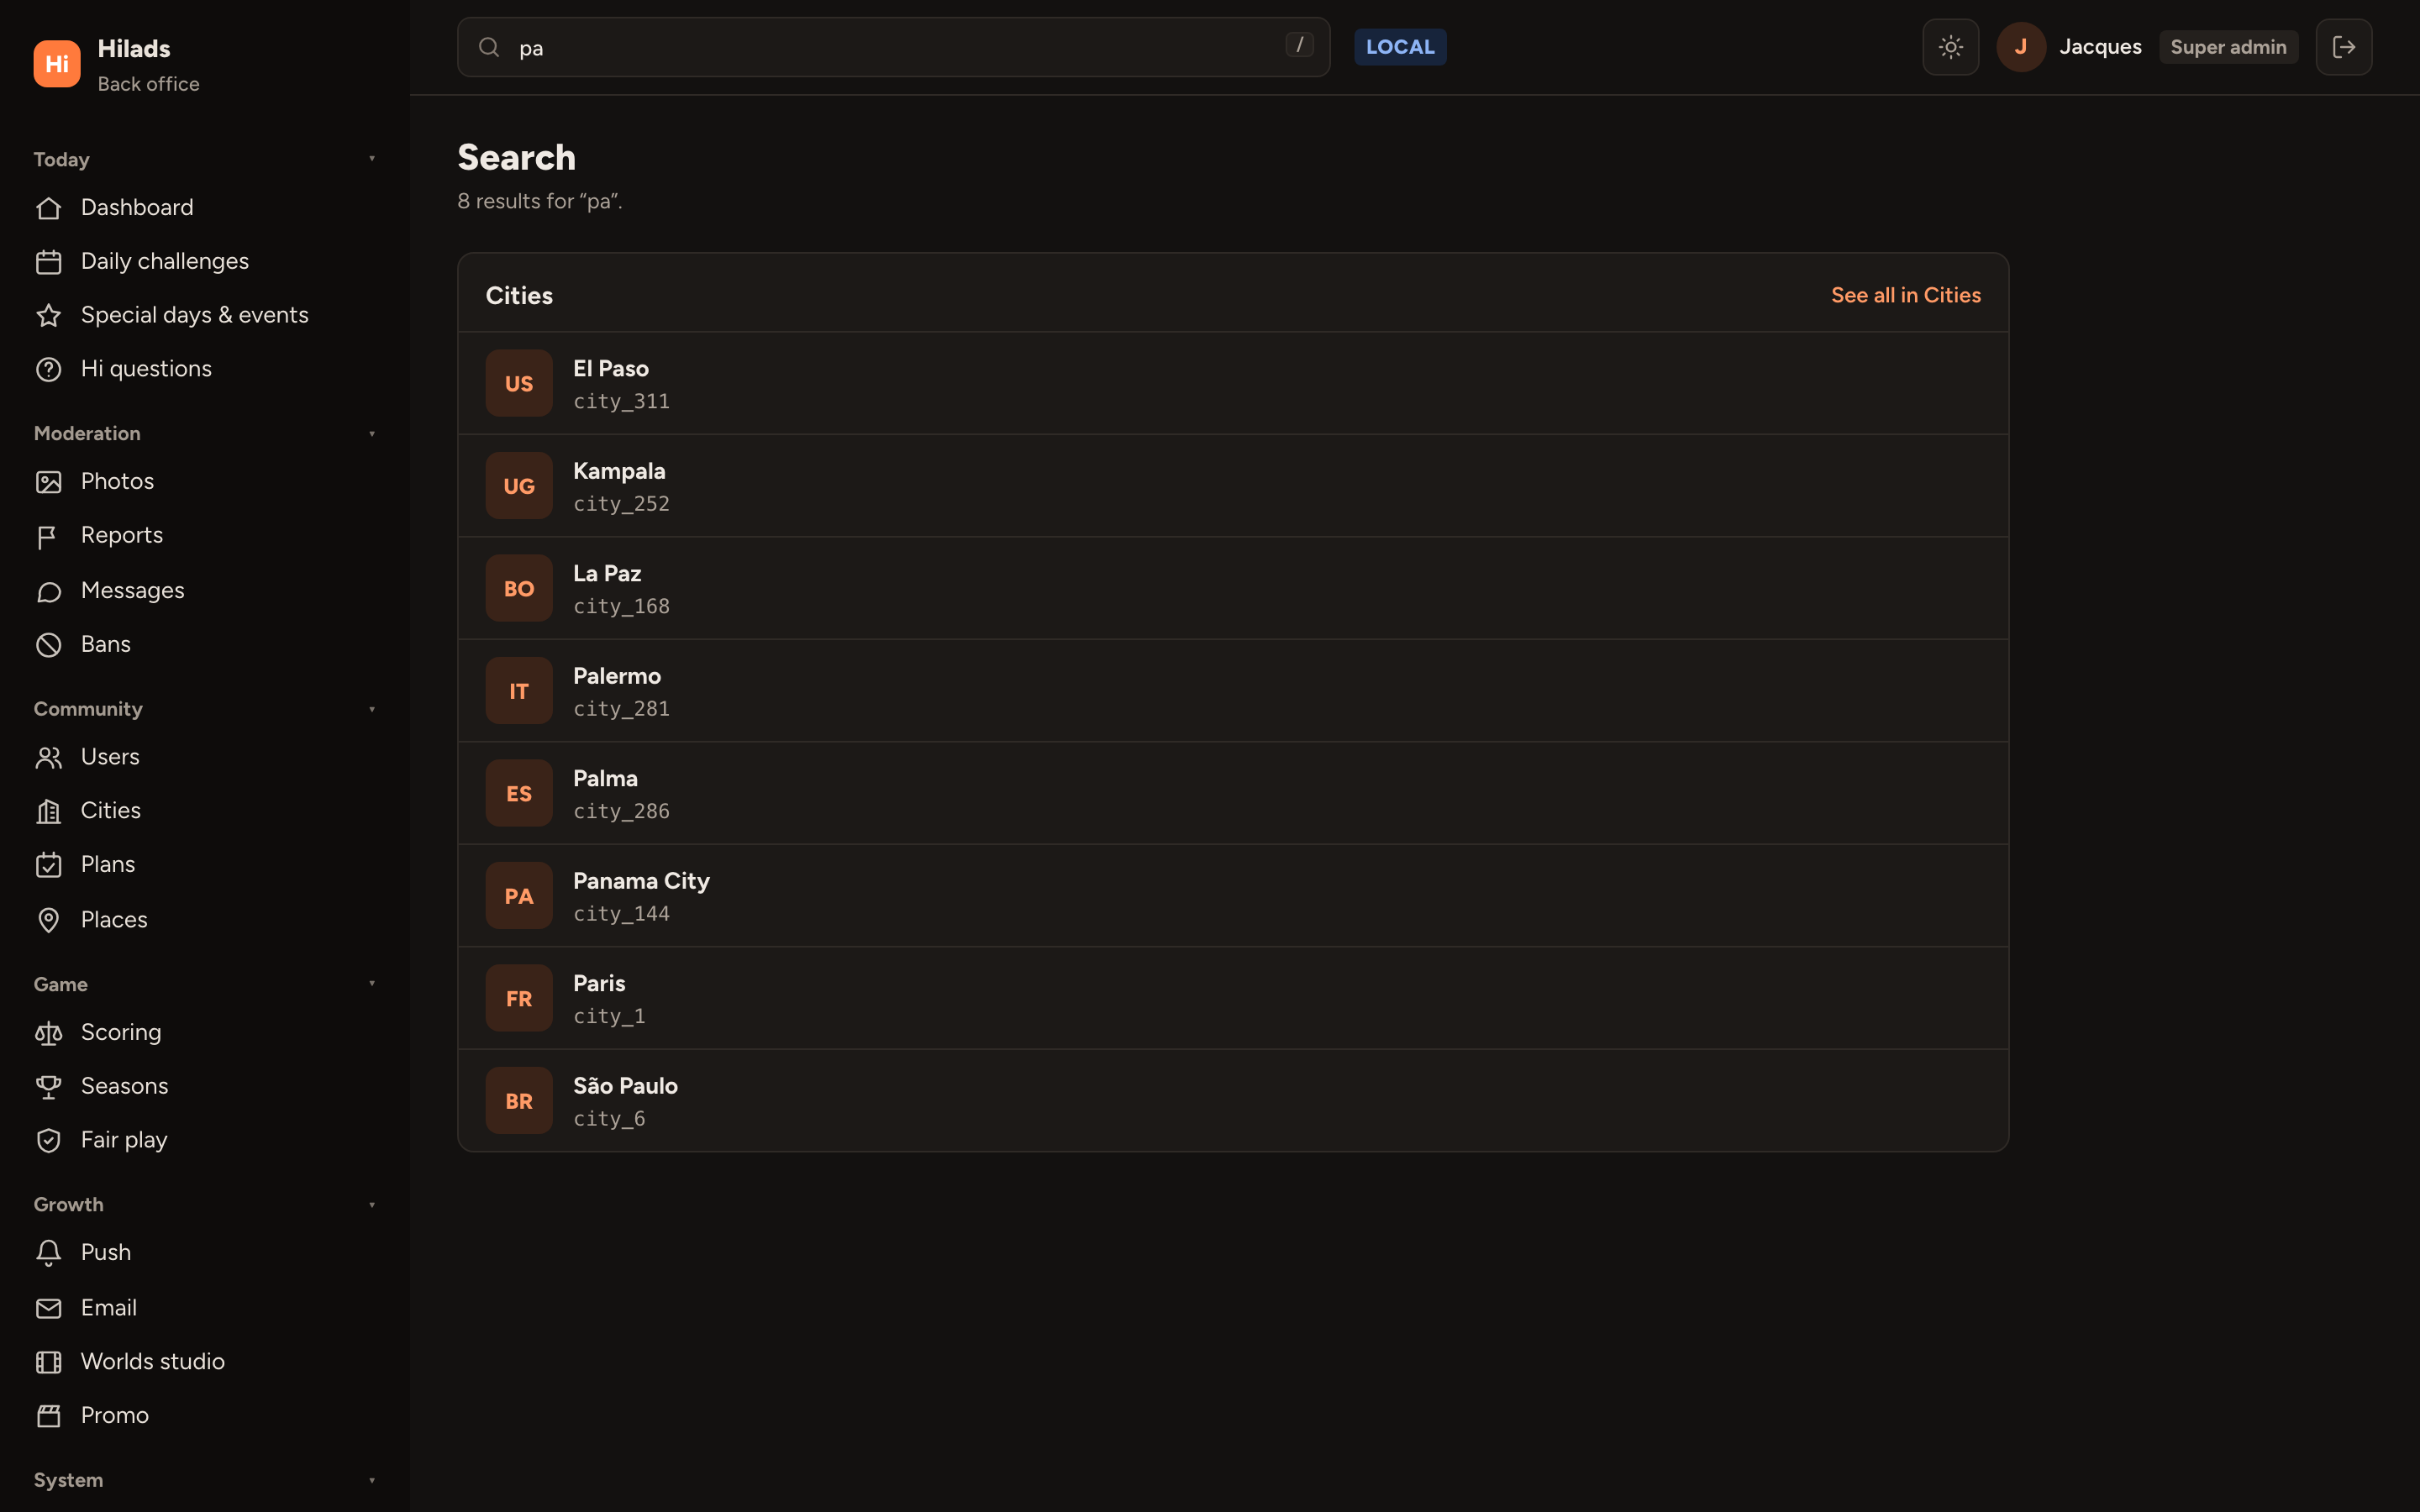 Hi
Hilads
Back office
Today
Dashboard
Daily challenges
Special days & events
Hi questions
Moderation
Photos
Reports
Messages
Bans
Community
Users
Cities
Plans
Places
Game
Scoring
Seasons
Fair play
Growth
Push
Email
Worlds studio
Promo
System
pa
/
LOCAL
J
Jacques
Super admin
Search
8 results for “pa”.
Cities
See all in Cities
US
El Paso
city_311
UG
Kampala
city_252
BO
La Paz
city_168
IT
Palermo
city_281
ES
Palma
city_286
PA
Panama City
city_144
FR
Paris
city_1
BR
São Paulo
city_6